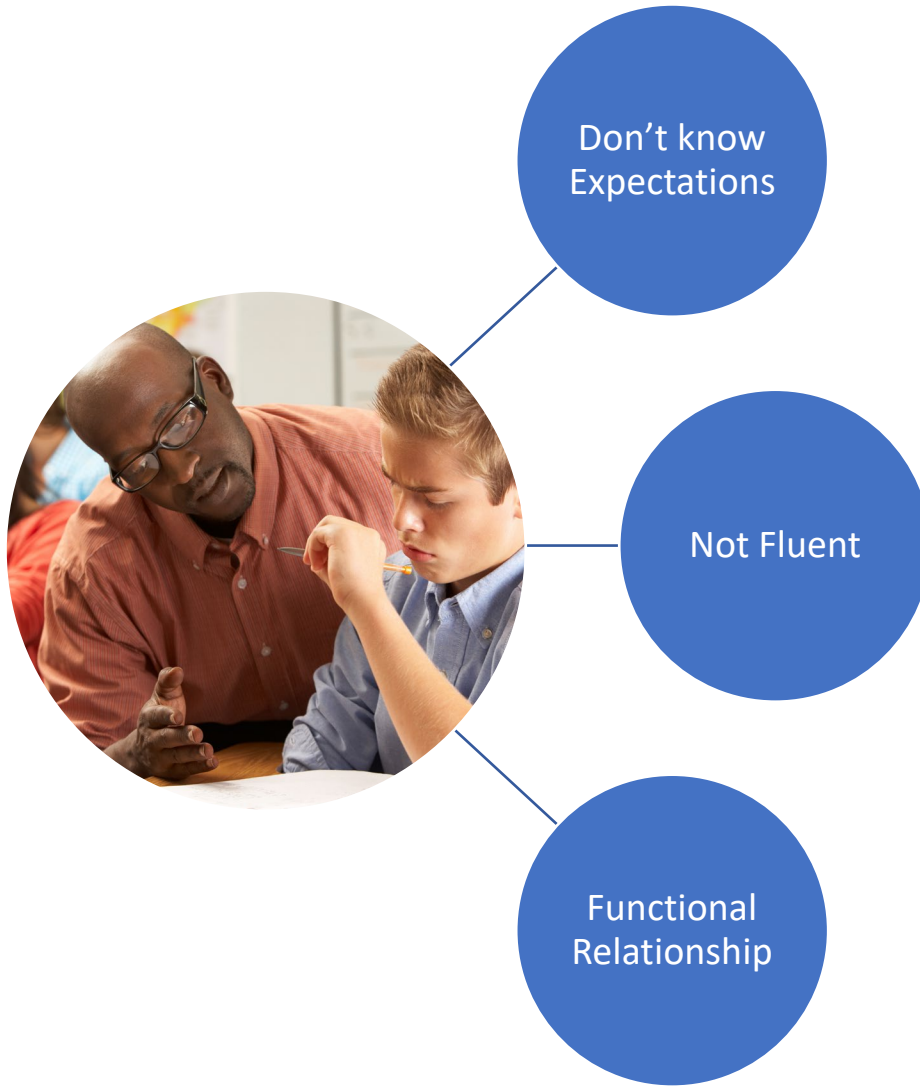 Don’t know
Expectations
Not Fluent
Functional
Relationship